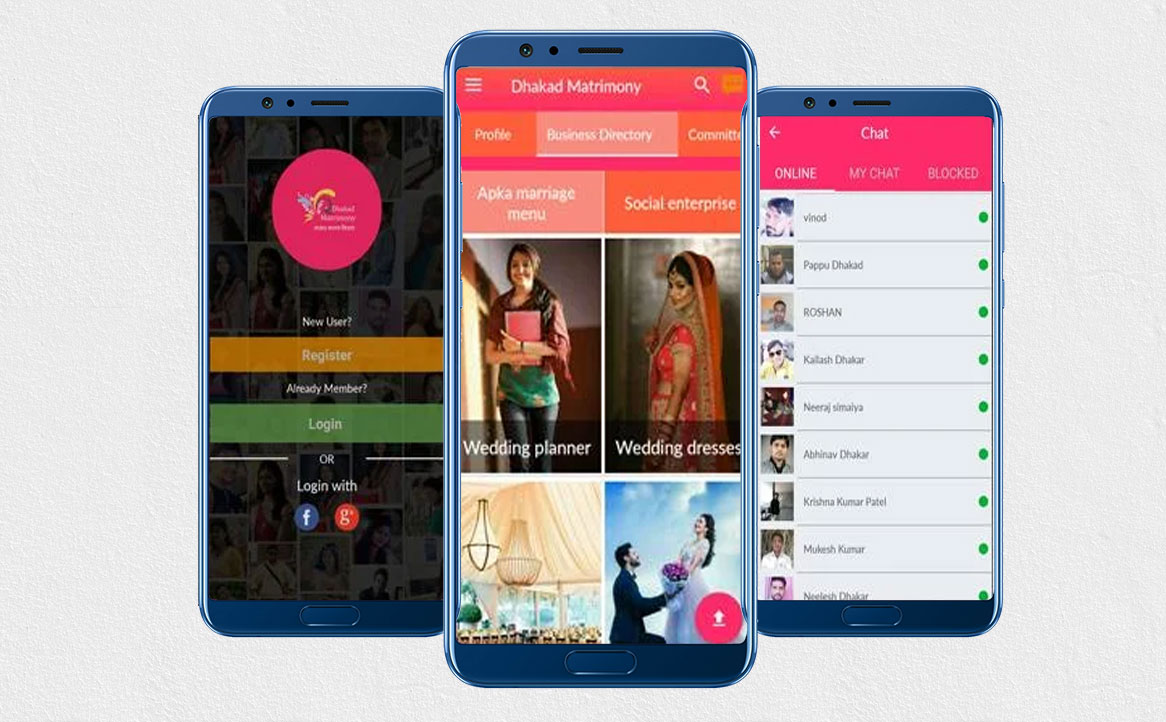 Dhakad
Matrimony
New User?
Register
Already Member?
Login
OR
Login with
f
g+
Dhakad Matrimony
Profile
Business Directory
Committe
Apka marriage
menu
Social enterprise
Wedding planner
Wedding dresses
Chat
ONLINE
MY CHAT
BLOCKED
vinod
Pappu Dhakad
ROSHAN
Kailash Dhakar
Neeraj simaiya
Abhinav Dhakar
Krishna Kumar Patel
Mukesh Kumar
Neelesh Dhakar